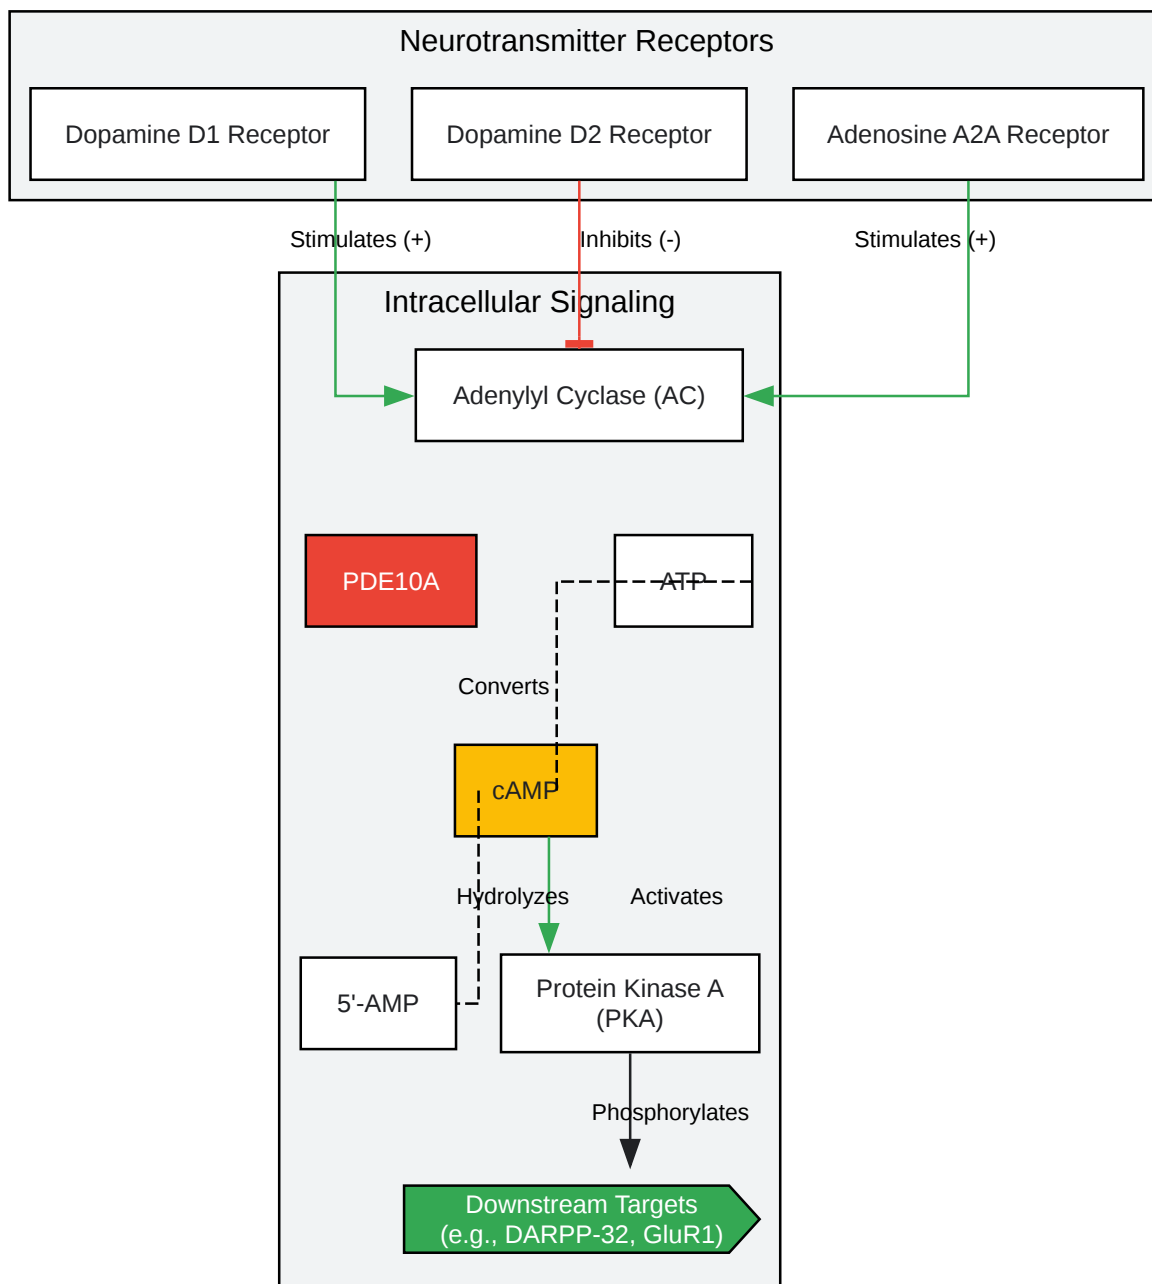 Neurotransmitter Receptors
Dopamine D1 Receptor
Dopamine D2 Receptor
Adenosine A2A Receptor
Stimulates (+)
Inhibits (-)
Stimulates (+)
Intracellular Signaling
Adenylyl Cyclase (AC)
PDE10A
ATP
Converts
cAMP
Hydrolyzes
Activates
5'-AMP
Protein Kinase A
(PKA)
Phosphorylates
Downstream Targets
(e.g., DARPP-32, GluR1)